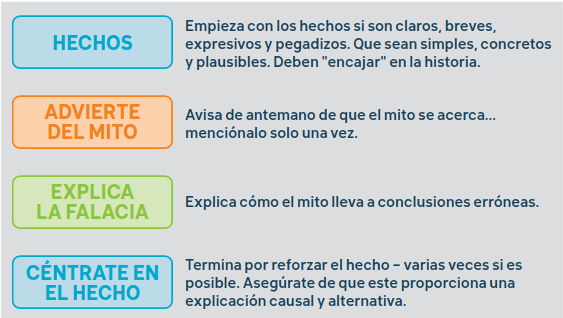 HECHOS
Empieza con los hechos si son claros, breves,
expresivos y pegadizos. Que sean simples, concretos
y plausibles. Deben "encajar" en la historia.
ADVIERTE
DEL MITO
Avisa de antemano de que el mito se acerca...
menciónalo solo una vez.
EXPLICA
LA FALACIA
Explica cómo el mito lleva a conclusiones erróneas.
CÉNTRATE EN
EL HECHO
Termina por reforzar el hecho – varias veces si es
posible. Asegúrate de que este proporciona una
explicación causal y alternativa.